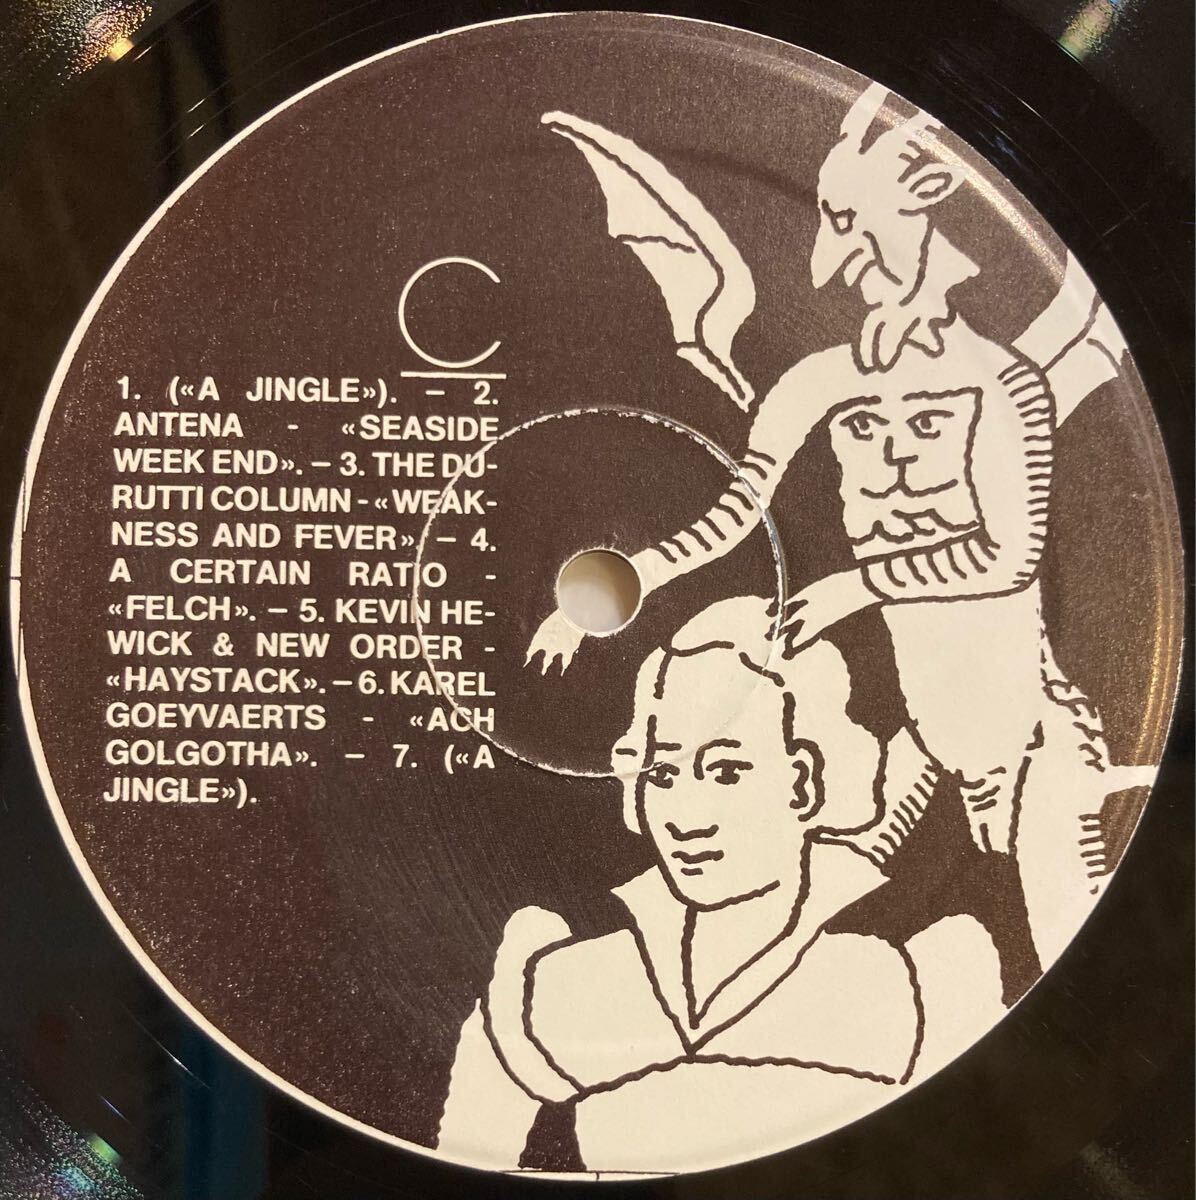 C
1. («A JINGLE»). – 2.
ANTENA - «SEASIDE
WEEK END». – 3. THE DU-
RUTTI COLUMN - «WEAK-
NESS AND FEVER». – 4.
A CERTAIN RATIO -
«FELCH». – 5. KEVIN HE-
WICK & NEW ORDER -
«HAYSTACK». – 6. KAREL
GOEYVAERTS - «ACH
GOLGOTHA». – 7. («A
JINGLE»).